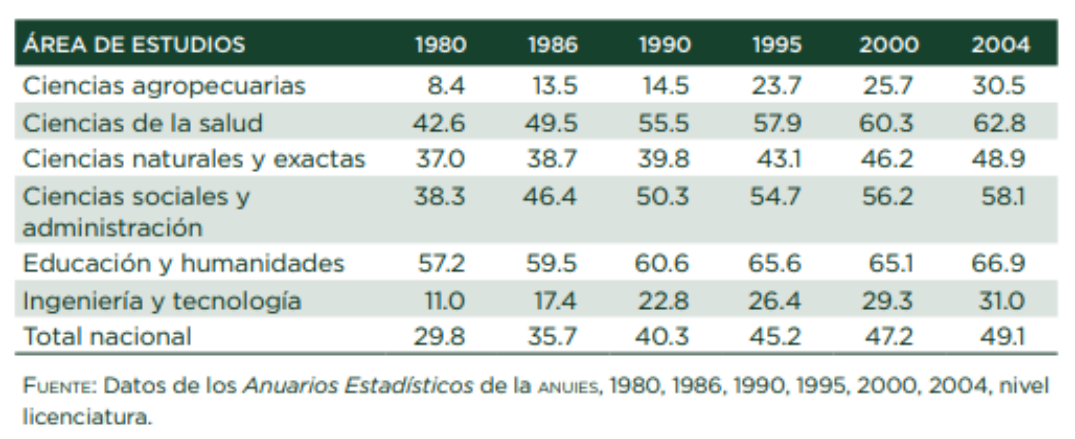 ÁREA DE ESTUDIOS 1980 1986 1990 1995 2000 2004
Ciencias agropecuarias 8.4 13.5 14.5 23.7 25.7 30.5
Ciencias de la salud 42.6 49.5 55.5 57.9 60.3 62.8
Ciencias naturales y exactas 37.0 38.7 39.8 43.1 46.2 48.9
Ciencias sociales y 38.3 46.4 50.3 54.7 56.2 58.1
administración
Educación y humanidades 57.2 59.5 60.6 65.6 65.1 66.9
Ingeniería y tecnología 11.0 17.4 22.8 26.4 29.3 31.0
Total nacional 29.8 35.7 40.3 45.2 47.2 49.1
FUENTE: Datos de los Anuarios Estadísticos de la ANUIES, 1980, 1986, 1990, 1995, 2000, 2004, nivel
licenciatura.